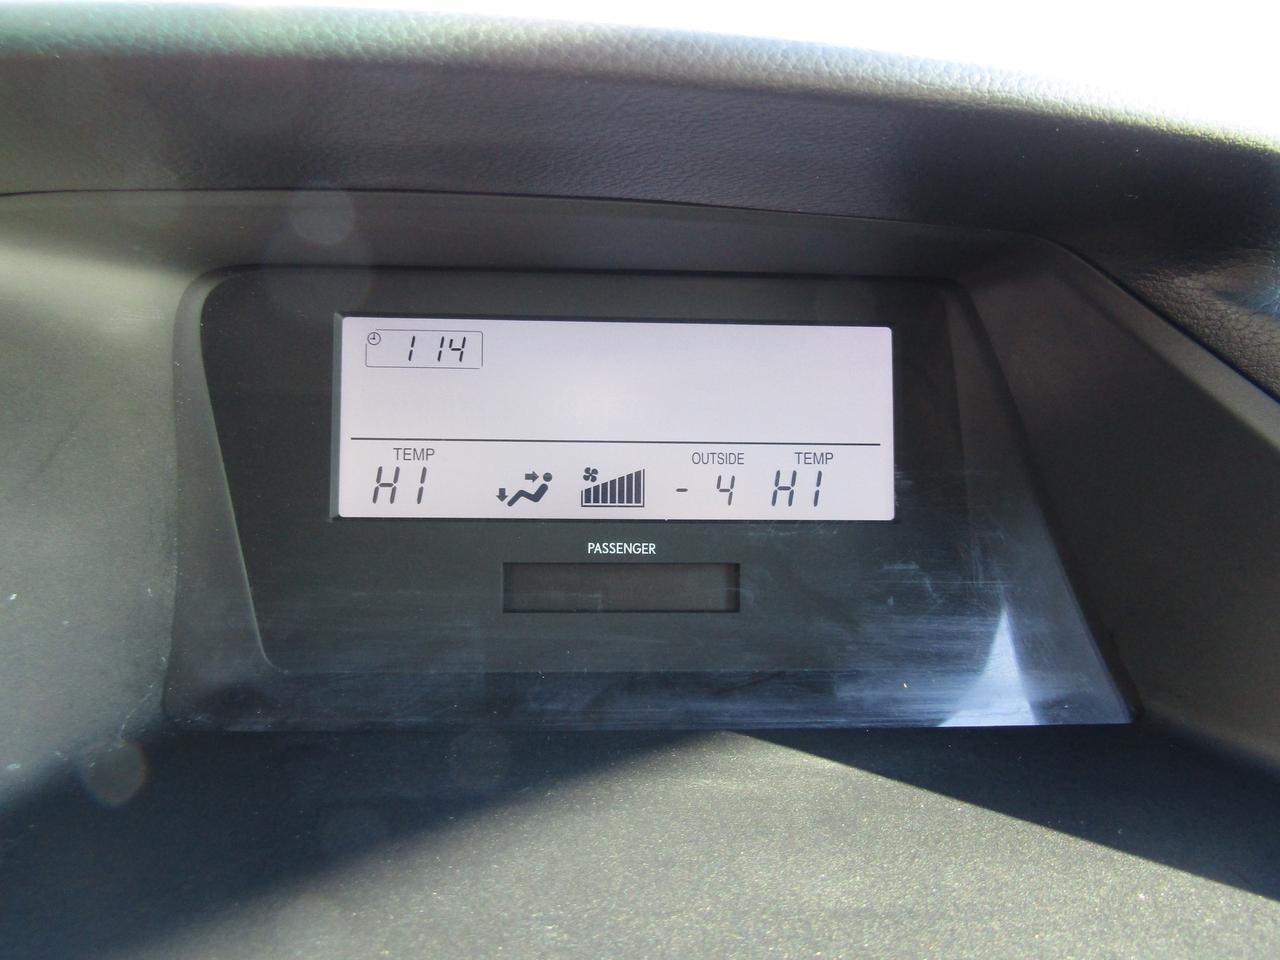 1 14
TEMP OUTSIDE TEMP
HI - 4 HI
PASSENGER